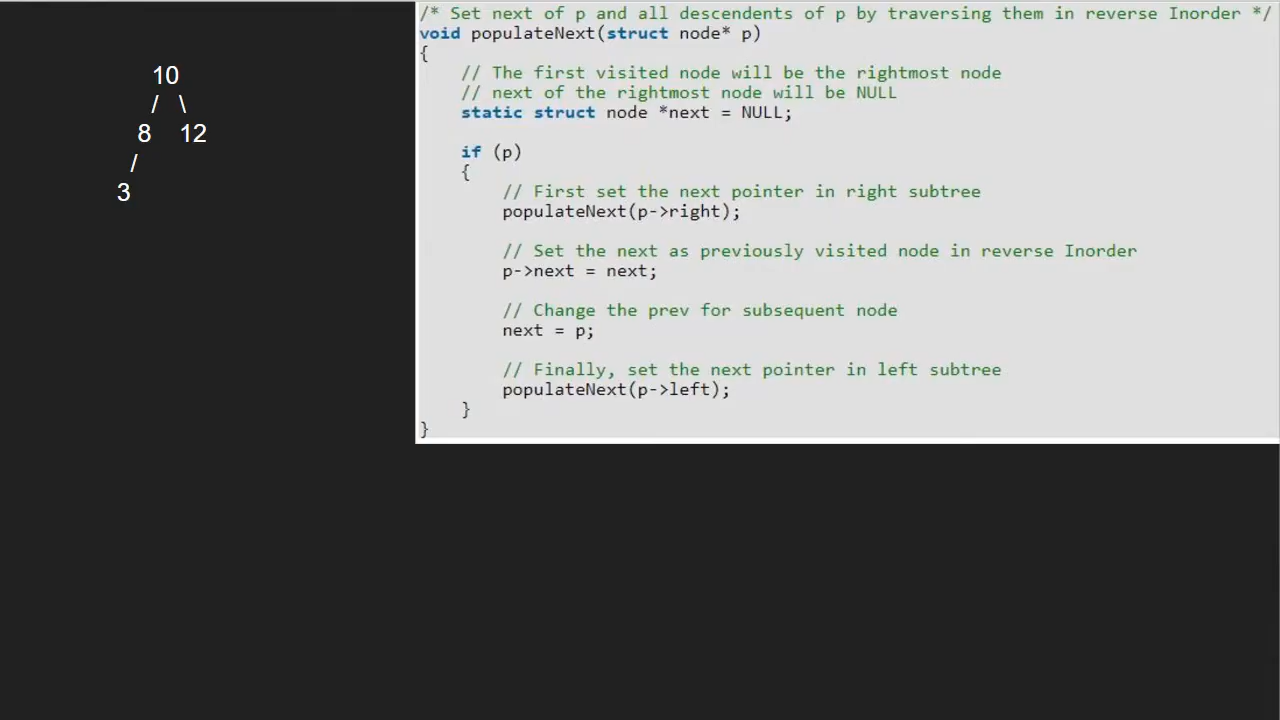 10
/ \
8 12
/
3
/* Set next of p and all descendents of p by traversing them in reverse Inorder */
void populateNext(struct node* p)
{
// The first visited node will be the rightmost node
// next of the rightmost node will be NULL
static struct node *next = NULL;
if (p)
{
// First set the next pointer in right subtree
populateNext(p->right);
// Set the next as previously visited node in reverse Inorder
p->next = next;
// Change the prev for subsequent node
next = p;
// Finally, set the next pointer in left subtree
populateNext(p->left);
}
}